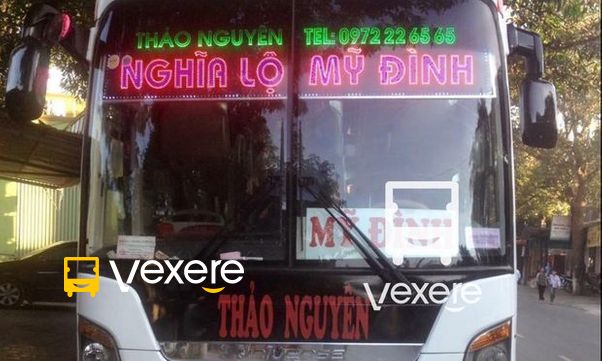 THẢO NGUYÊN TEL: 0972 22 65 65
NGHĨA LỘ MỸ ĐÌNH
MỸ ĐÌNH
vexere
vexere
THẢO NGUYÊN